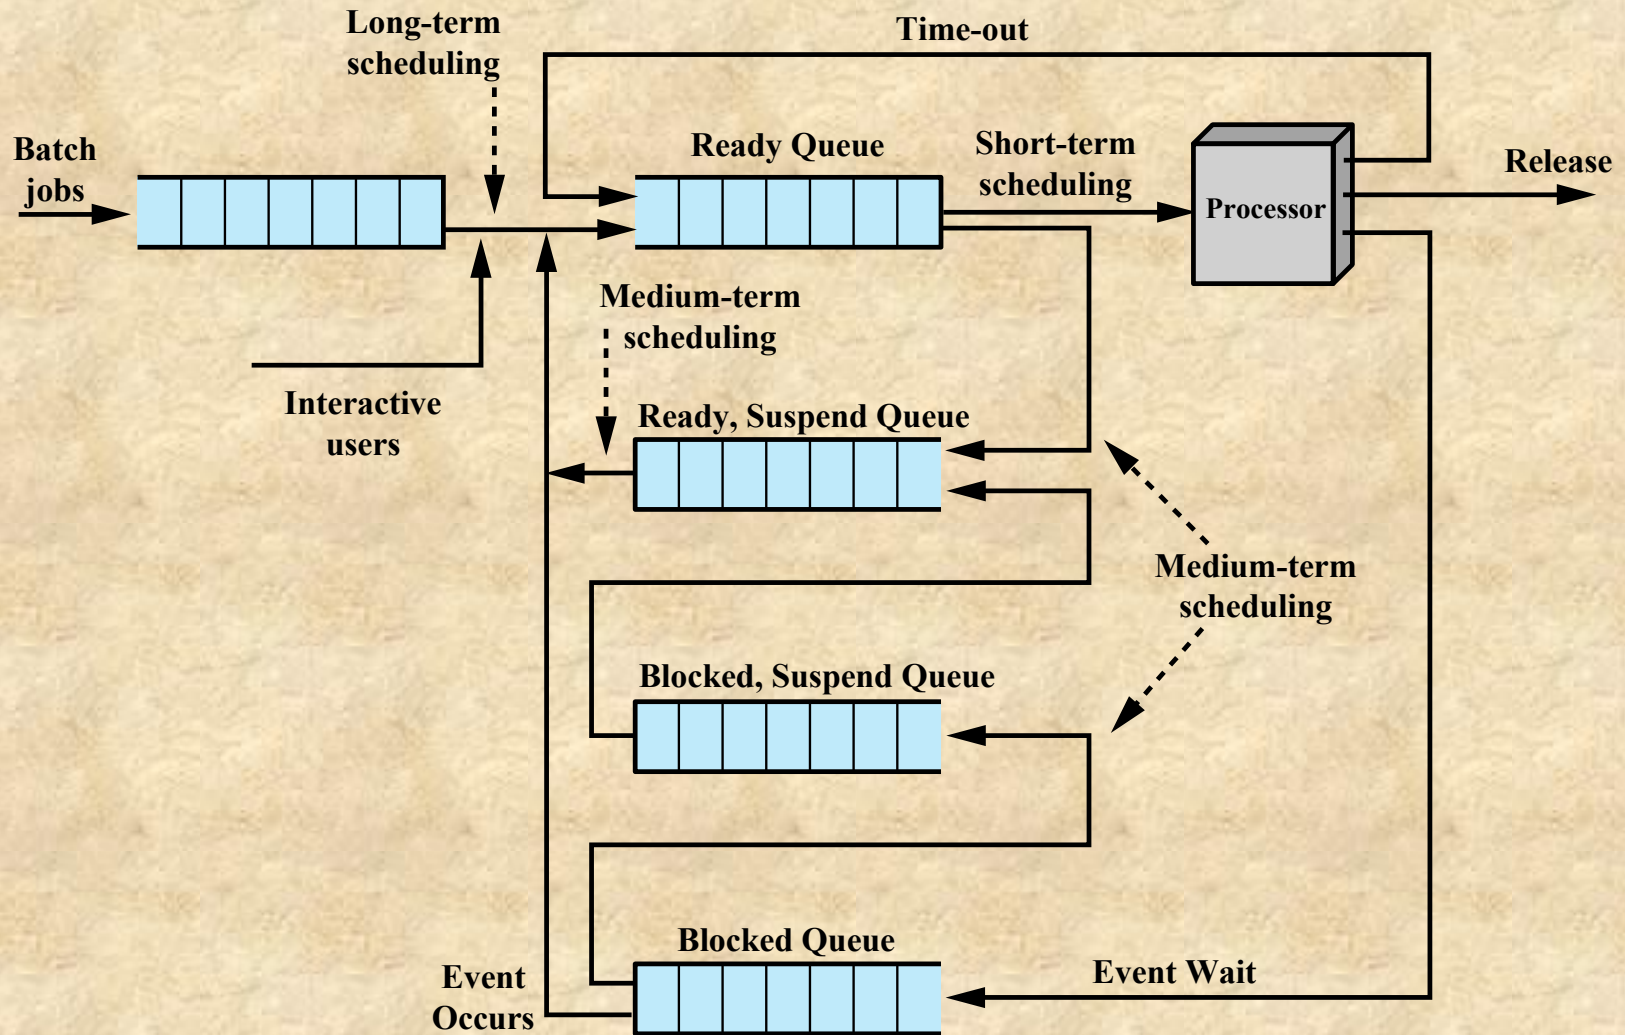 Long-term
scheduling
Time-out
Batch
jobs
Ready Queue
Short-term
scheduling
Processor
Release
Medium-term
scheduling
Interactive
users
Ready, Suspend Queue
Medium-term
scheduling
Blocked, Suspend Queue
Blocked Queue
Event Wait
Event
Occurs